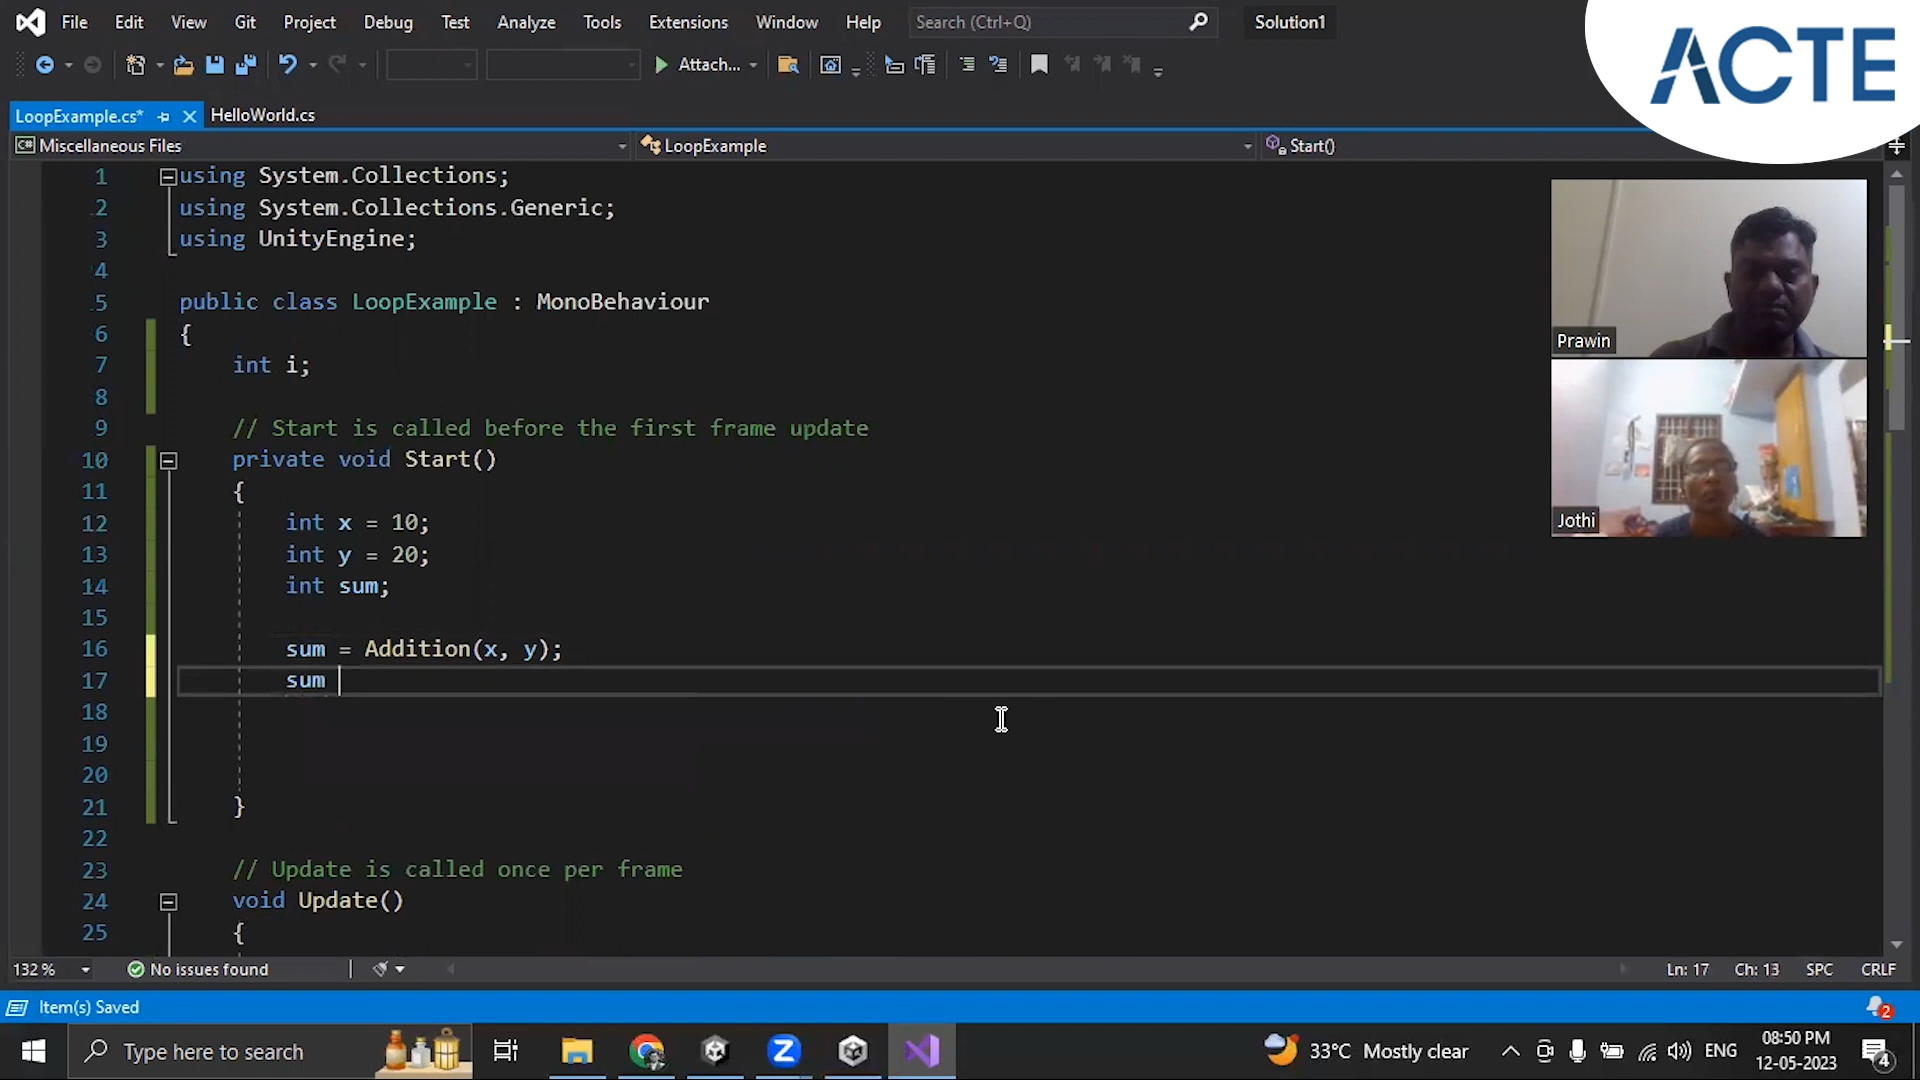 File Edit View Git Project Debug Test Analyze Tools Extensions Window Help Search (Ctrl+Q) Solution1
ACTE
Attach...
LoopExample.cs* HelloWorld.cs
C# Miscellaneous Files LoopExample Start()
1 using System.Collections;
2 using System.Collections.Generic;
3 using UnityEngine;
4
5 public class LoopExample : MonoBehaviour
6 {
7 int i;
8
9 // Start is called before the first frame update
10 private void Start()
11 {
12 int x = 10;
13 int y = 20;
14 int sum;
15
16 sum = Addition(x, y);
17 sum
18
19
20
21 }
22
23 // Update is called once per frame
24 void Update()
25 {
Prawin
Jothi
132 % No issues found Ln: 17 Ch: 13 SPC CRLF
Item(s) Saved 2
Type here to search 33°C Mostly clear ENG 08:50 PM
12-05-2023 4